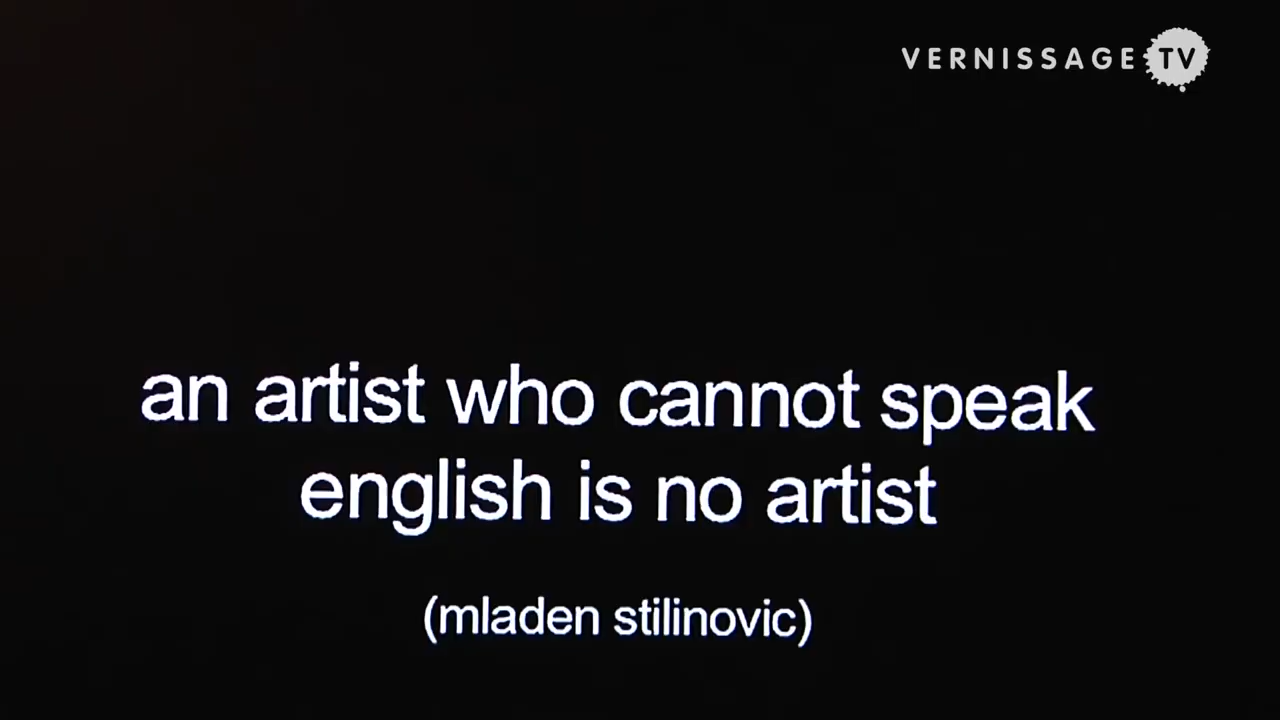 VERNISSAGE TV
an artist who cannot speak
english is no artist
(mladen stilinovic)